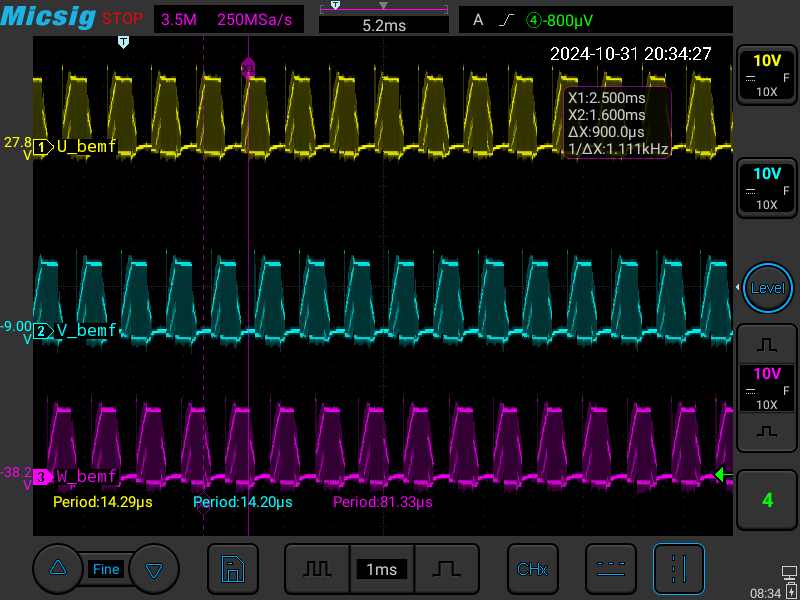 Micsig STOP 3.5M 250MSa/s T 5.2ms A 4 -800μV
T
2024-10-31 20:34:27
10V
F
10X
X1:2.500ms
X2:1.600ms
ΔX:900.0μs
1/ΔX:1.111kHz
27.8
V
1 U_bemf
10V
F
10X
Level
-9.00
V
2 V_bemf
10V
F
10X
-38.2
V
3 W_bemf
Period:14.29μs Period:14.20μs Period:81.33μs
4
Fine 1ms CHx
08:34